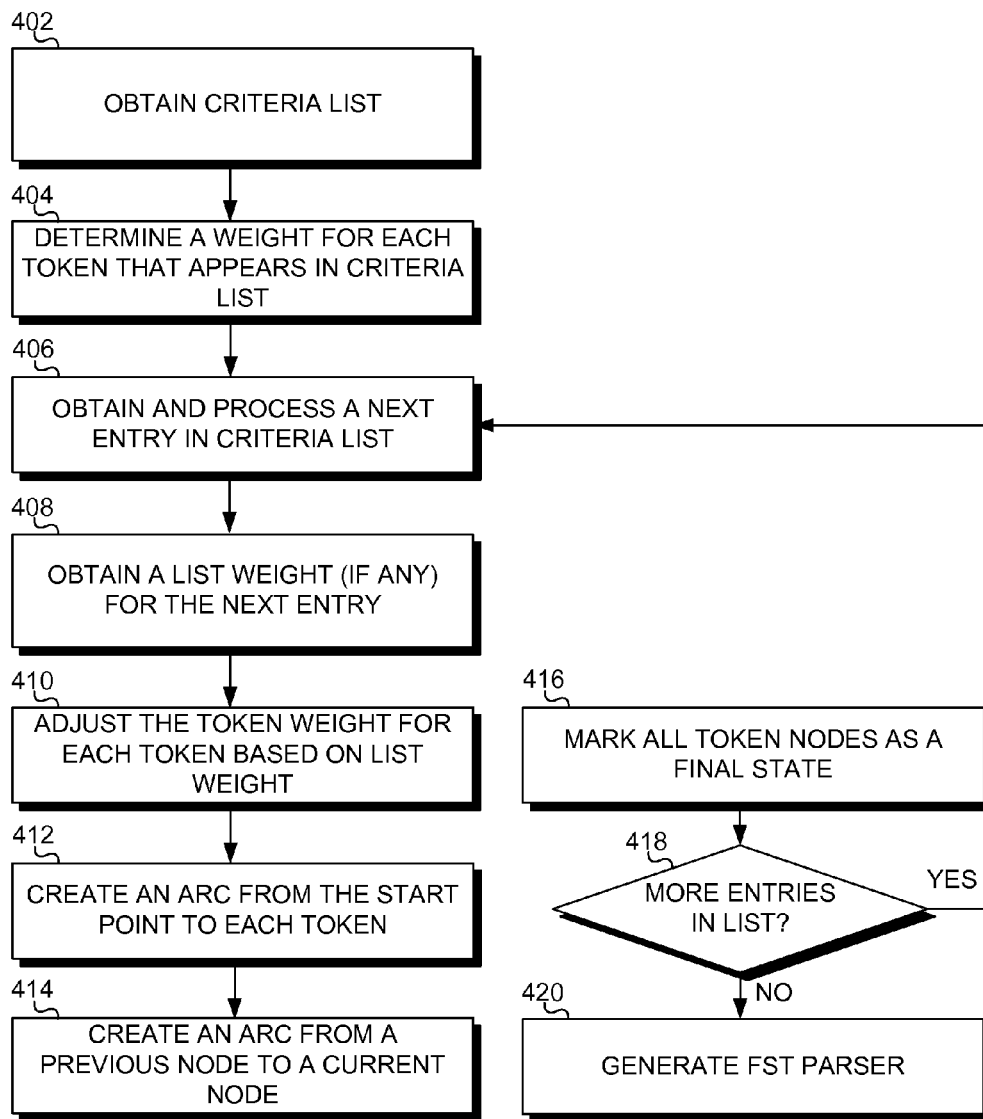 402
OBTAIN CRITERIA LIST
404
DETERMINE A WEIGHT FOR EACH
TOKEN THAT APPEARS IN CRITERIA
LIST
406
OBTAIN AND PROCESS A NEXT
ENTRY IN CRITERIA LIST
408
OBTAIN A LIST WEIGHT (IF ANY)
FOR THE NEXT ENTRY
410
ADJUST THE TOKEN WEIGHT FOR
EACH TOKEN BASED ON LIST
WEIGHT
412
CREATE AN ARC FROM THE START
POINT TO EACH TOKEN
414
CREATE AN ARC FROM A
PREVIOUS NODE TO A CURRENT
NODE
416
MARK ALL TOKEN NODES AS A
FINAL STATE
418
MORE ENTRIES
IN LIST?
YES
NO
420
GENERATE FST PARSER